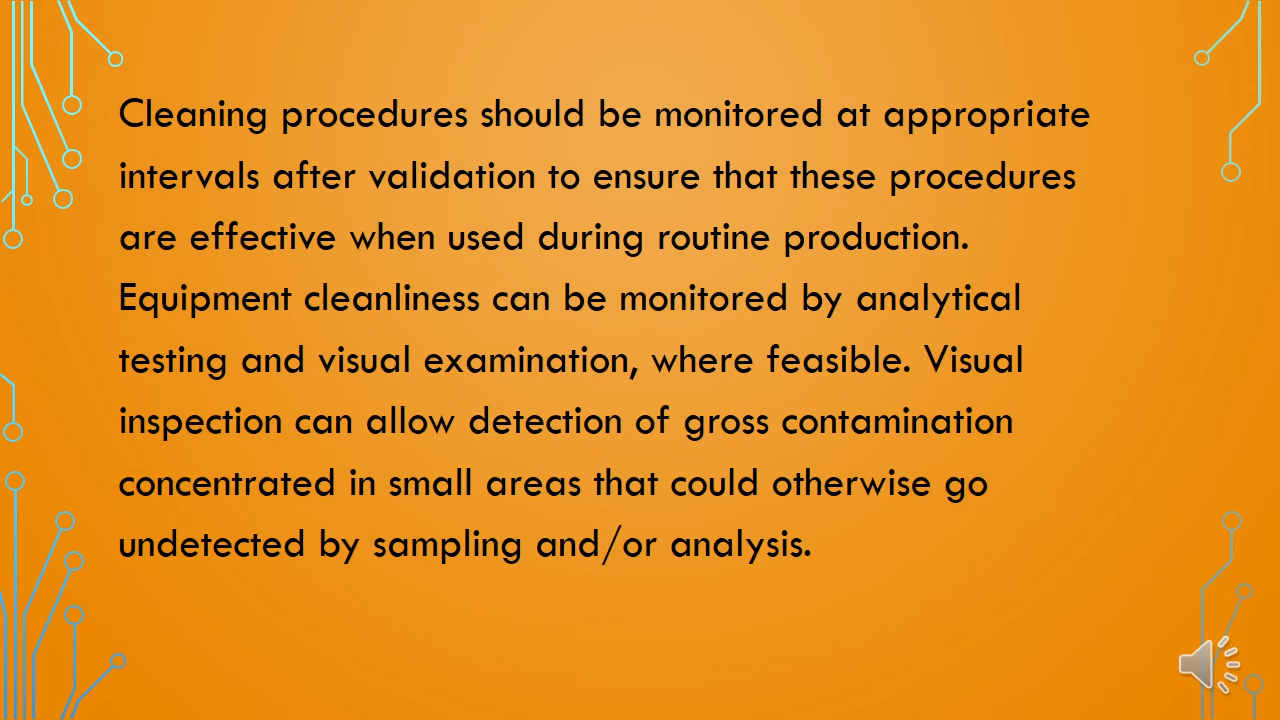 Cleaning procedures should be monitored at appropriate
intervals after validation to ensure that these procedures
are effective when used during routine production.
Equipment cleanliness can be monitored by analytical
testing and visual examination, where feasible. Visual
inspection can allow detection of gross contamination
concentrated in small areas that could otherwise go
undetected by sampling and/or analysis.